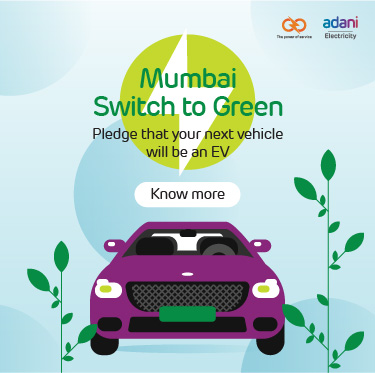 The power of service
adani
Electricity
Mumbai
Switch to Green
Pledge that your next vehicle
will be an EV
Know more